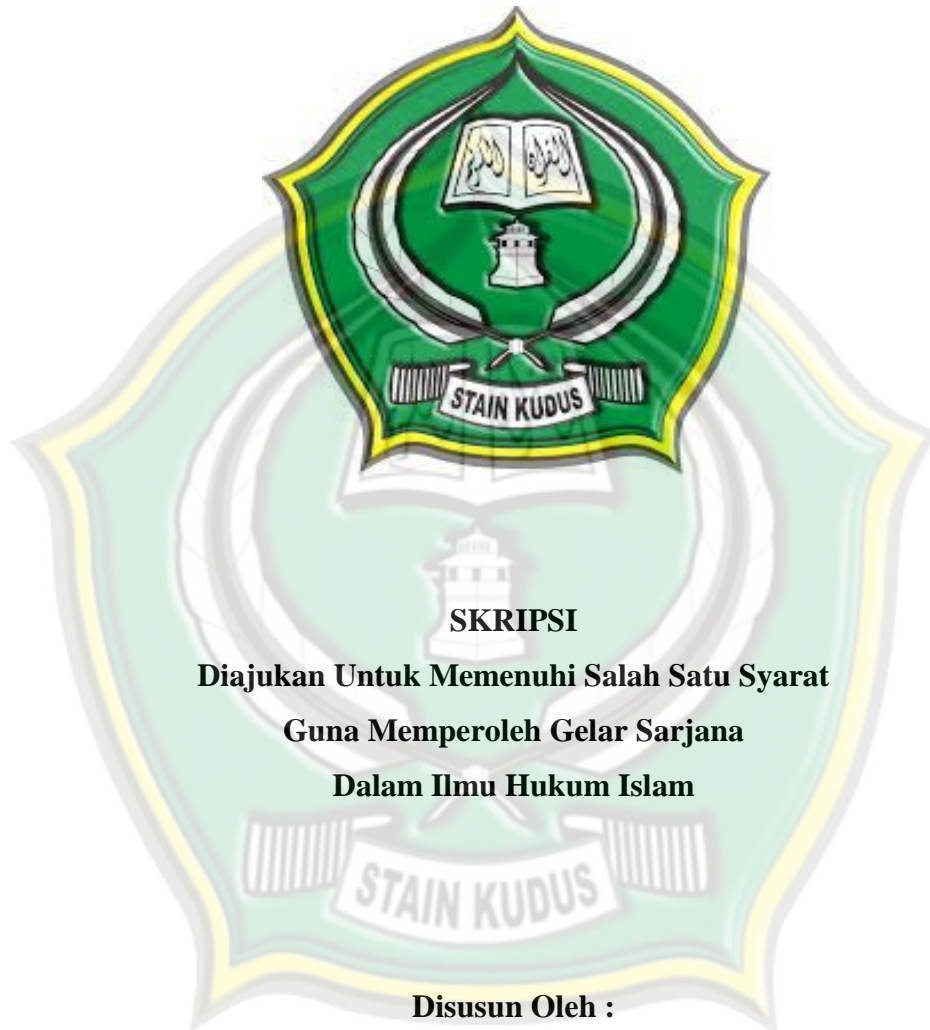 القرآن
STAIN KUDUS
SKRIPSI
Diajukan Untuk Memenuhi Salah Satu Syarat
Guna Memperoleh Gelar Sarjana
Dalam Ilmu Hukum Islam
STAIN KUDUS
Disusun Oleh :